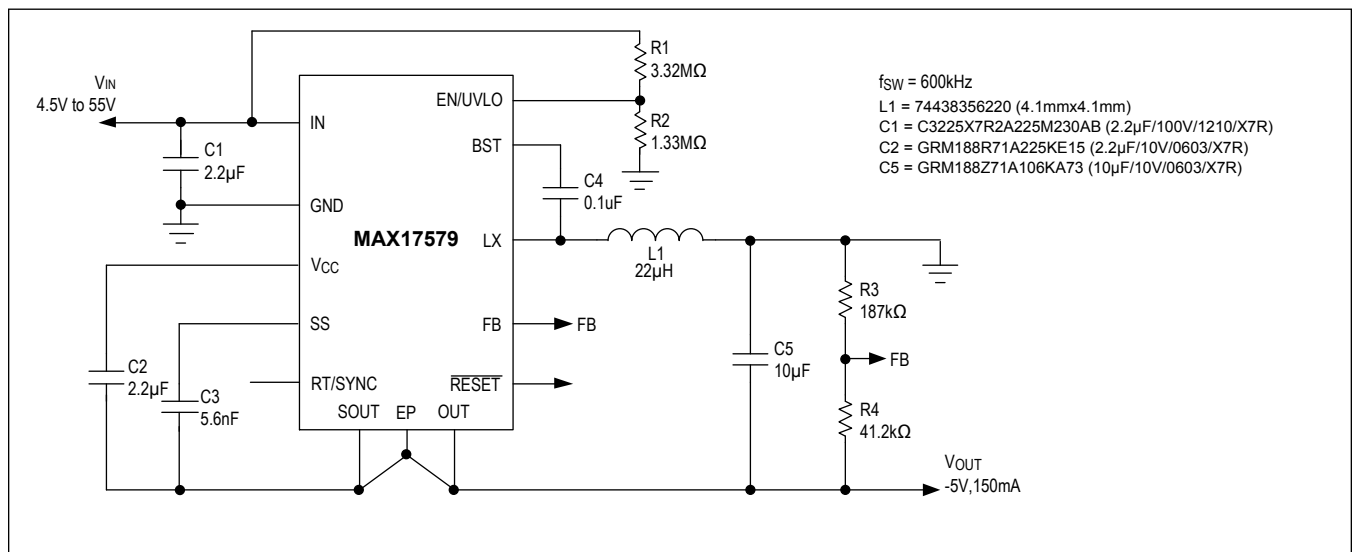 VIN
4.5V to 55V
C1
2.2µF
IN
GND
VCC
SS
RT/SYNC
SOUT
EP
OUT
MAX17579
EN/UVLO
BST
LX
FB
RESET
C2
2.2µF
C3
5.6nF
R1
3.32MΩ
R2
1.33MΩ
C4
0.1uF
L1
22µH
FB
C5
10µF
R3
187kΩ
FB
R4
41.2kΩ
VOUT
-5V,150mA
fSW = 600kHz
L1 = 74438356220 (4.1mmx4.1mm)
C1 = C3225X7R2A225M230AB (2.2µF/100V/1210/X7R)
C2 = GRM188R71A225KE15 (2.2µF/10V/0603/X7R)
C5 = GRM188Z71A106KA73 (10µF/10V/0603/X7R)